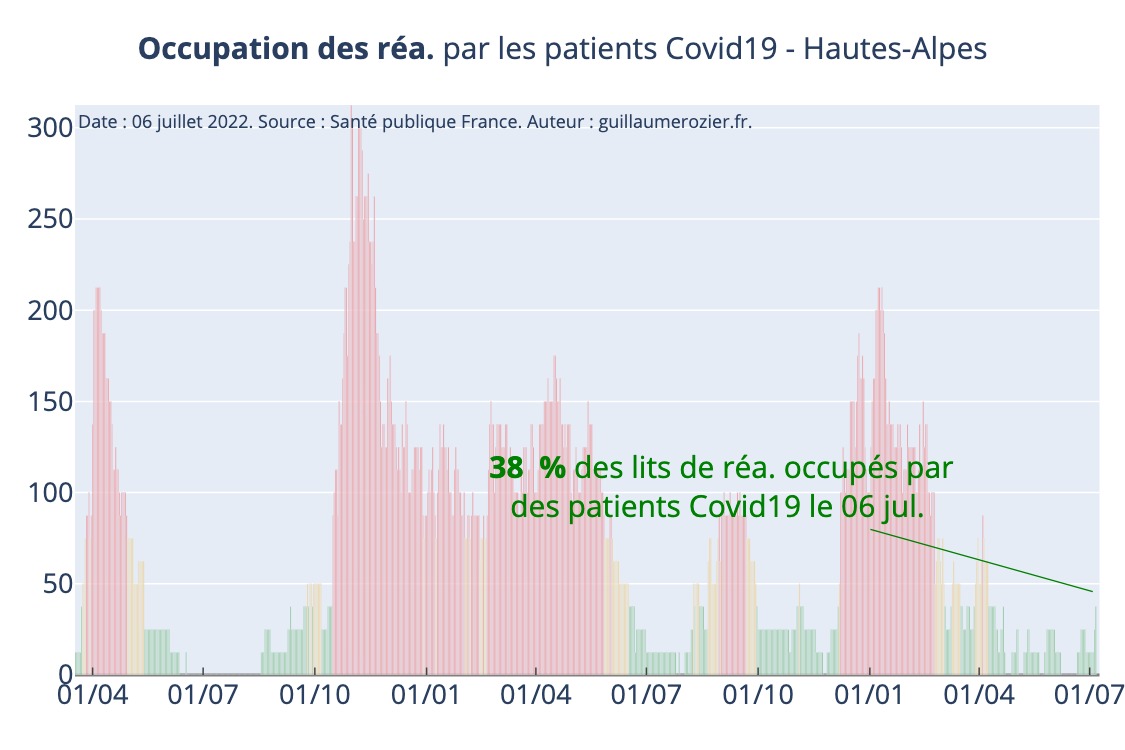 Occupation des réa. par les patients Covid19 - Hautes-Alpes
Date : 06 juillet 2022. Source : Santé publique France. Auteur : guillaumerozier.fr.
300
250
200
150
100
50
0
38 % des lits de réa. occupés par
des patients Covid19 le 06 jul.
01/04 01/07 01/10 01/01 01/04 01/07 01/10 01/01 01/04 01/07